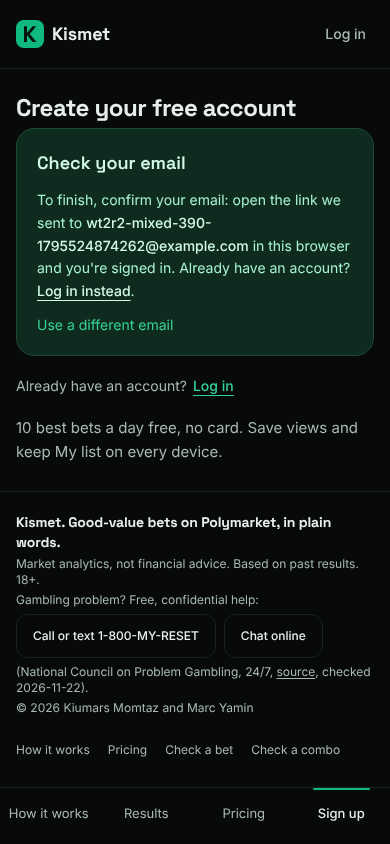 Kismet
Log in
Create your free account
Check your email
To finish, confirm your email: open the link we
sent to wt2r2-mixed-390-
1795524874262@example.com in this browser
and you're signed in. Already have an account?
Log in instead.
Use a different email
Already have an account? Log in
10 best bets a day free, no card. Save views and
keep My list on every device.
Kismet. Good-value bets on Polymarket, in plain
words.
Market analytics, not financial advice. Based on past results.
18+.
Gambling problem? Free, confidential help:
Call or text 1-800-MY-RESET
Chat online
(National Council on Problem Gambling, 24/7, source, checked
2026-11-22).
© 2026 Kiumars Momtaz and Marc Yamin
How it works Pricing Check a bet Check a combo
How it works Results Pricing Sign up